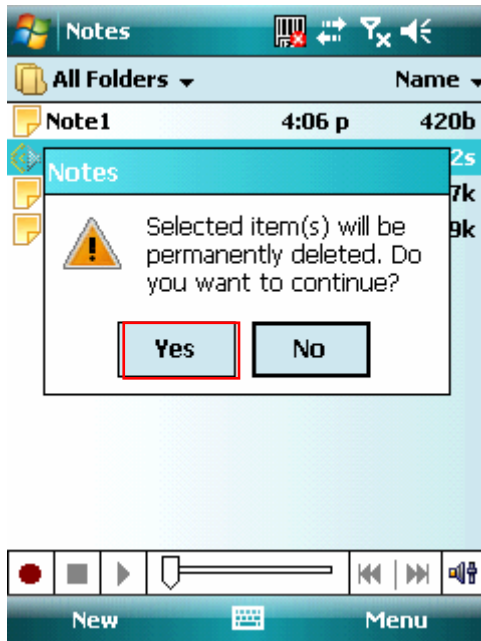 Notes
All Folders Name
Note1 4:06 p 420b
2s
Notes
7k
9k
Selected item(s) will be
permanently deleted. Do
you want to continue?
Yes No
New Menu